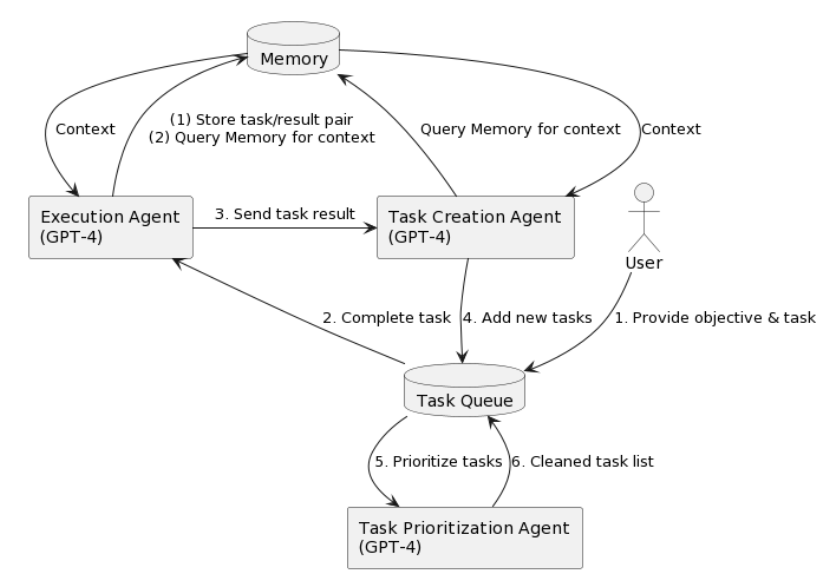 Memory
Context
(1) Store task/result pair
(2) Query Memory for context
Query Memory for context
Context
Execution Agent
(GPT-4)
3. Send task result
Task Creation Agent
(GPT-4)
User
2. Complete task
4. Add new tasks
1. Provide objective & task
Task Queue
5. Prioritize tasks
6. Cleaned task list
Task Prioritization Agent
(GPT-4)